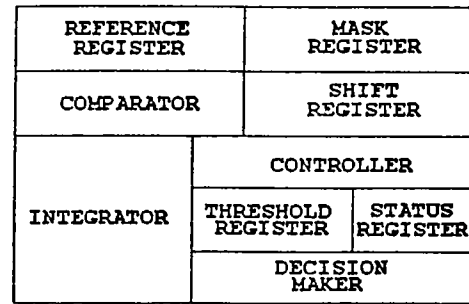 REFERENCE
REGISTER
MASK
REGISTER
COMPARATOR
SHIFT
REGISTER
INTEGRATOR
CONTROLLER
THRESHOLD
REGISTER
STATUS
REGISTER
DECISION
MAKER